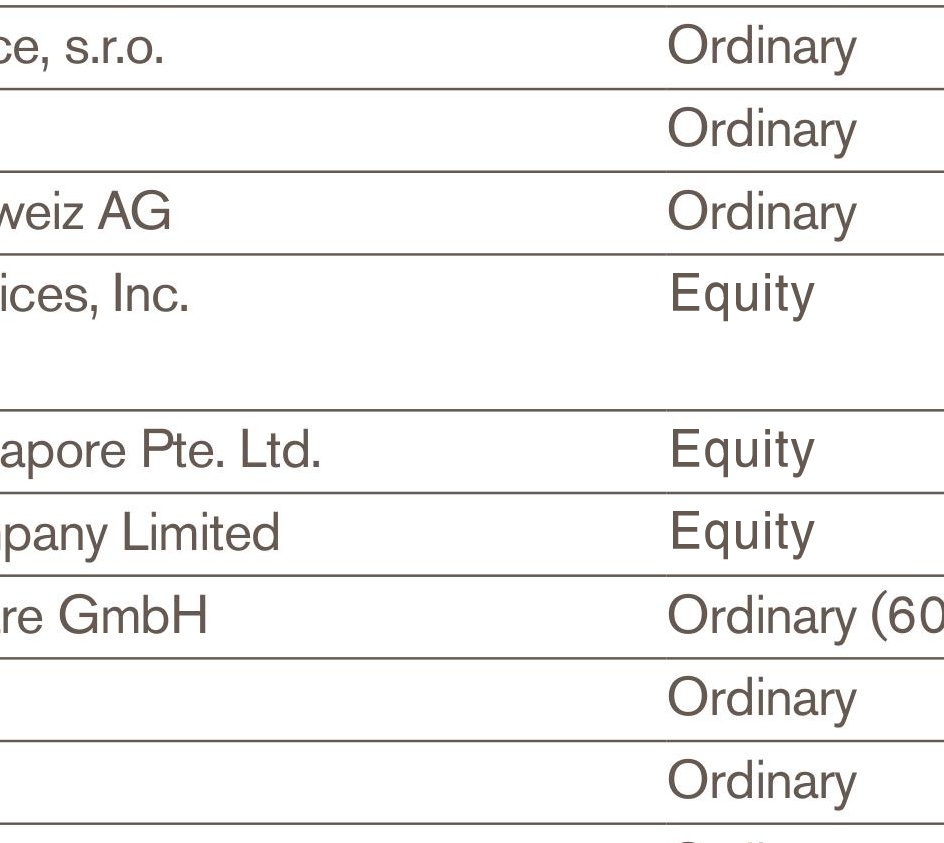 ce, s.r.o. Ordinary
Ordinary
weiz AG Ordinary
ices, Inc. Equity
apore Pte. Ltd. Equity
pany Limited Equity
re GmbH Ordinary (60
Ordinary
Ordinary